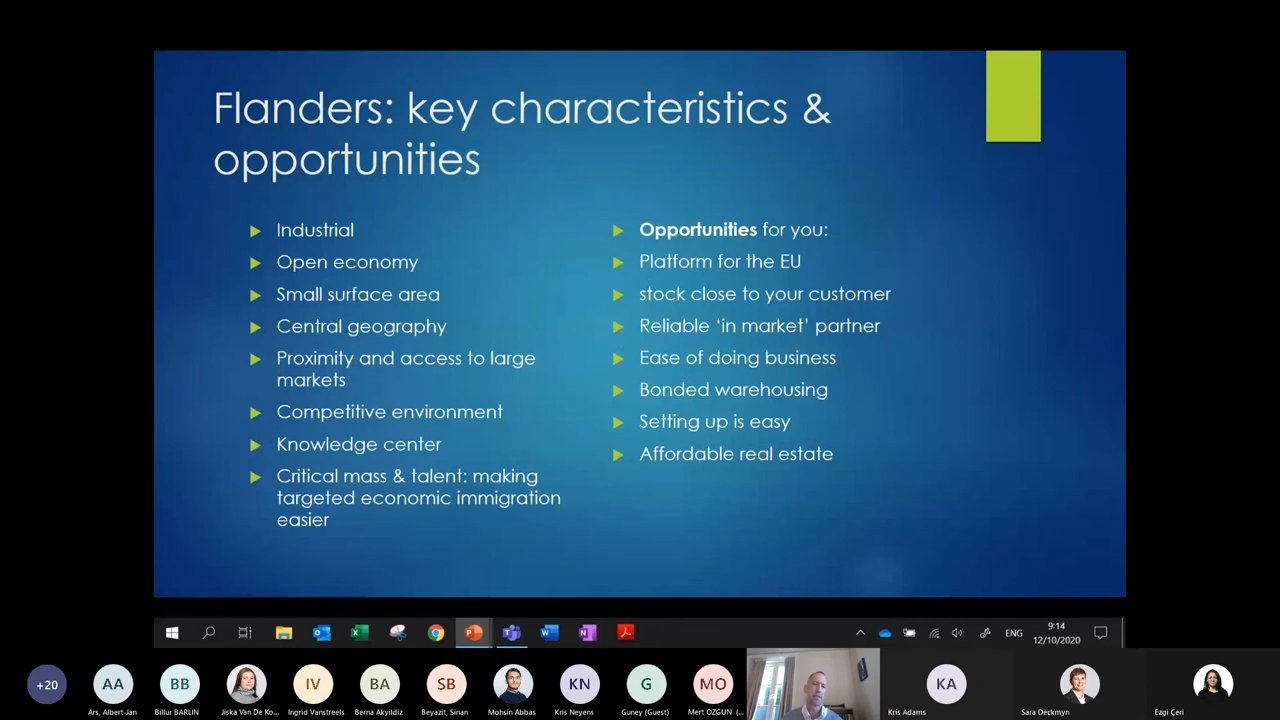 Flanders: key characteristics &
opportunities
Industrial
Open economy
Small surface area
Central geography
Proximity and access to large
markets
Competitive environment
Knowledge center
Critical mass & talent: making
targeted economic immigration
easier
Opportunities for you:
Platform for the EU
stock close to your customer
Reliable ‘in market’ partner
Ease of doing business
Bonded warehousing
Setting up is easy
Affordable real estate
ENG
9:14
12/10/2020
+20
AA
BB
IV
BA
SB
KN
G
MO
KA
Ars, Albert-Jan
Billur BARLIN
Jiska Van De Ko...
Ingrid Vanstreels
Berna Akyildiz
Beyazit, Sinan
Mohsin Abbas
Kris Neyens
Guney (Guest)
Mert OZGUN (...
Kris Adams
Sara Deckmyn
Ezgi Çeri